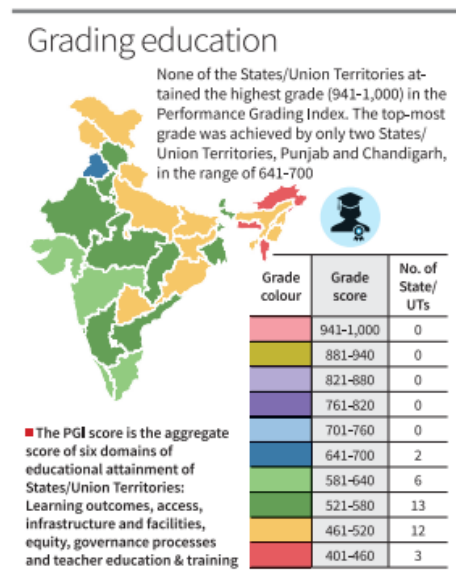 Grading education
None of the States/Union Territories at-
tained the highest grade (941-1,000) in the
Performance Grading Index. The top-most
grade was achieved by only two States/
Union Territories, Punjab and Chandigarh,
in the range of 641-700
Grade colour Grade score No. of State/ UTs
941-1,000 0
881-940 0
821-880 0
761-820 0
701-760 0
641-700 2
581-640 6
521-580 13
461-520 12
401-460 3
The PGI score is the aggregate
score of six domains of
educational attainment of
States/Union Territories:
Learning outcomes, access,
infrastructure and facilities,
equity, governance processes
and teacher education & training